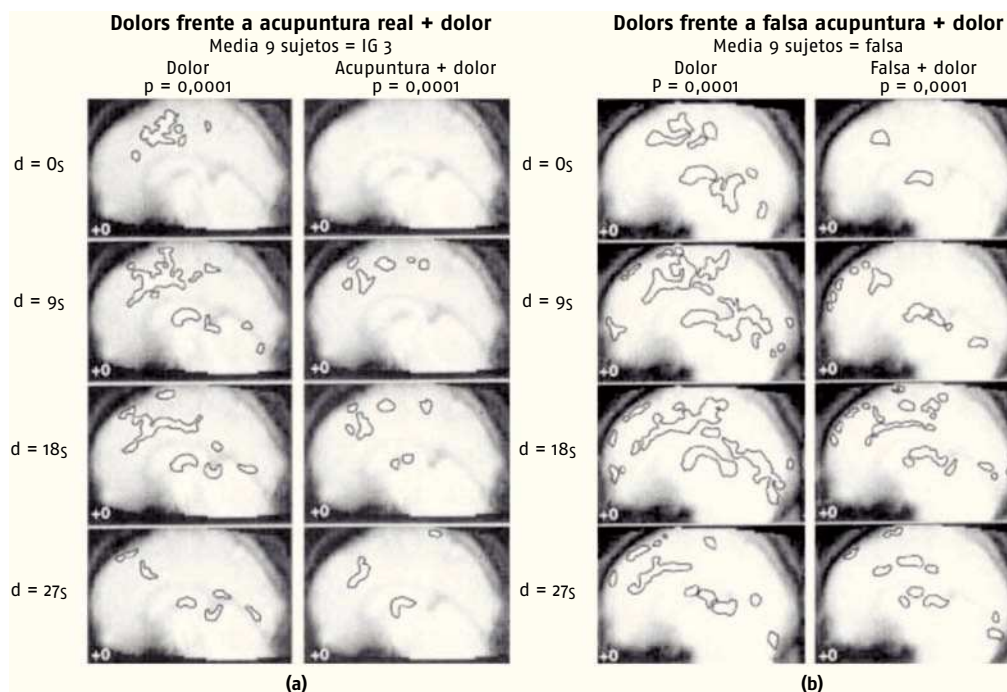 Dolors frente a acupuntura real + dolor
Media 9 sujetos = IG 3
Dolor
p = 0,0001
Acupuntura + dolor
p = 0,0001
d = 0s
+0
d = 9s
+0
+0
d = 18s
+0
+0
d = 27s
+0
+0
(a)
Dolors frente a falsa acupuntura + dolor
Media 9 sujetos = falsa
Dolor
P = 0,0001
Falsa + dolor
p = 0,0001
d = 0s
+0
+0
d = 9s
+0
+0
d = 18s
+0
+0
d = 27s
+0
+0
(b)